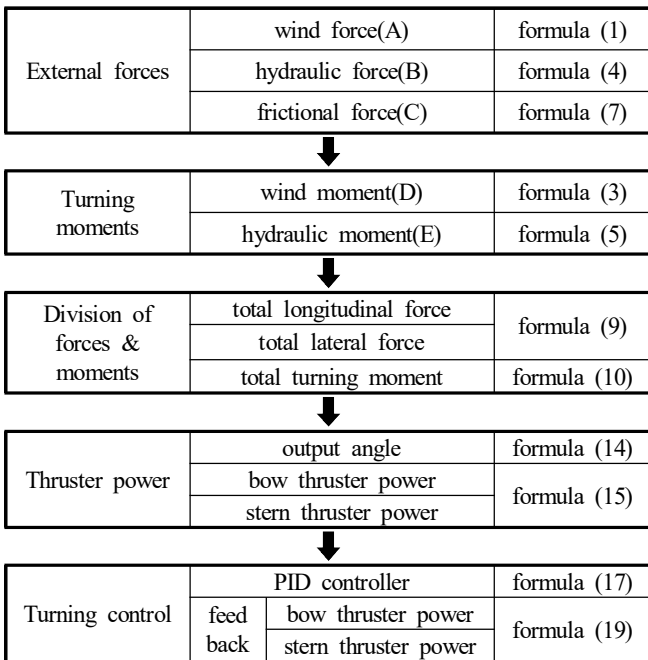 External forces
wind force(A)
formula (1)
hydraulic force(B)
formula (4)
frictional force(C)
formula (7)
Turning
moments
wind moment(D)
formula (3)
hydraulic moment(E)
formula (5)
Division of
forces &
moments
total longitudinal force
total lateral force
formula (9)
total turning moment
formula (10)
Thruster power
output angle
formula (14)
bow thruster power
stern thruster power
formula (15)
Turning control
PID controller
formula (17)
feed
back
bow thruster power
stern thruster power
formula (19)